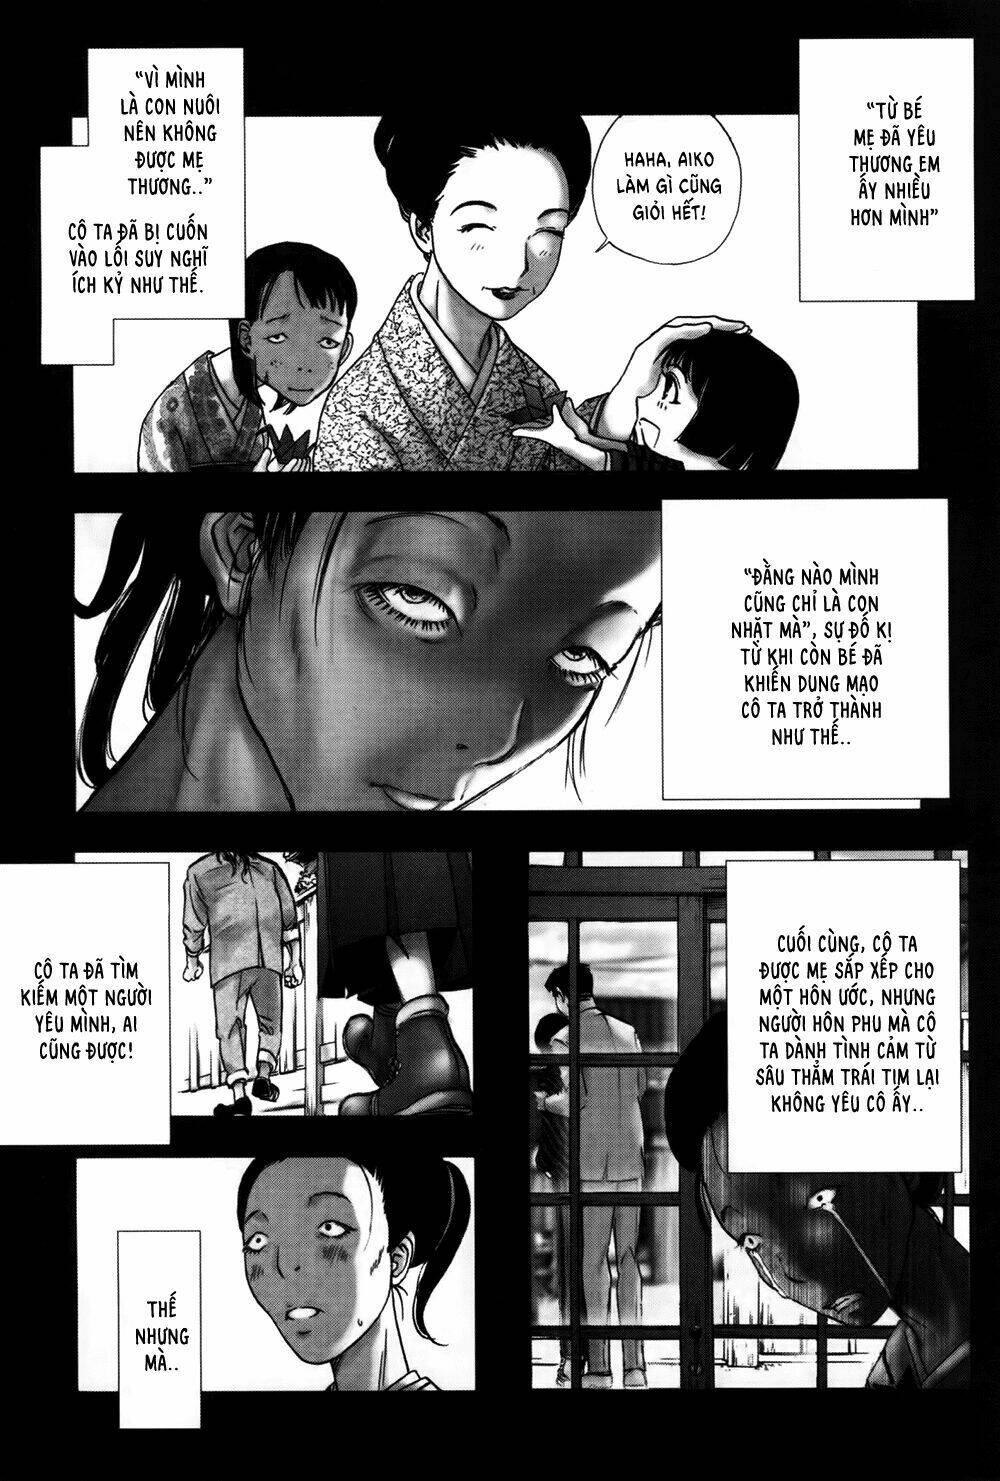 "TỪ BÉ
MẸ ĐÃ YÊU
THƯƠNG EM
ẤY NHIỀU
HƠN MÌNH"
HAHA, AIKO
LÀM GÌ CŨNG
GIỎI HẾT!
"VÌ MÌNH
LÀ CON NUÔI
NÊN KHÔNG
ĐƯỢC MẸ
THƯƠNG.."
CÔ TA ĐÃ BỊ CUỐN
VÀO LỐI SUY NGHĨ
ÍCH KỶ NHƯ THẾ.
"ĐẰNG NÀO MÌNH
CŨNG CHỈ LÀ CON
NHẶT MÀ", SỰ ĐỐ KỊ
TỪ KHI CÒN BÉ ĐÃ
KHIẾN DUNG MẠO
CÔ TA TRỞ THÀNH
NHƯ THẾ..
CUỐI CÙNG, CÔ TA
ĐƯỢC MẸ SẮP XẾP CHO
MỘT HÔN ƯỚC, NHƯNG
NGƯỜI HÔN PHU MÀ CÔ
TA DÀNH TÌNH CẢM TỪ
SÂU THẲM TRÁI TIM LẠI
KHÔNG YÊU CÔ ẤY..
CÔ TA ĐÃ TÌM
KIẾM MỘT NGƯỜI
YÊU MÌNH, AI
CŨNG ĐƯỢC!
THẾ
NHƯNG
MÀ..